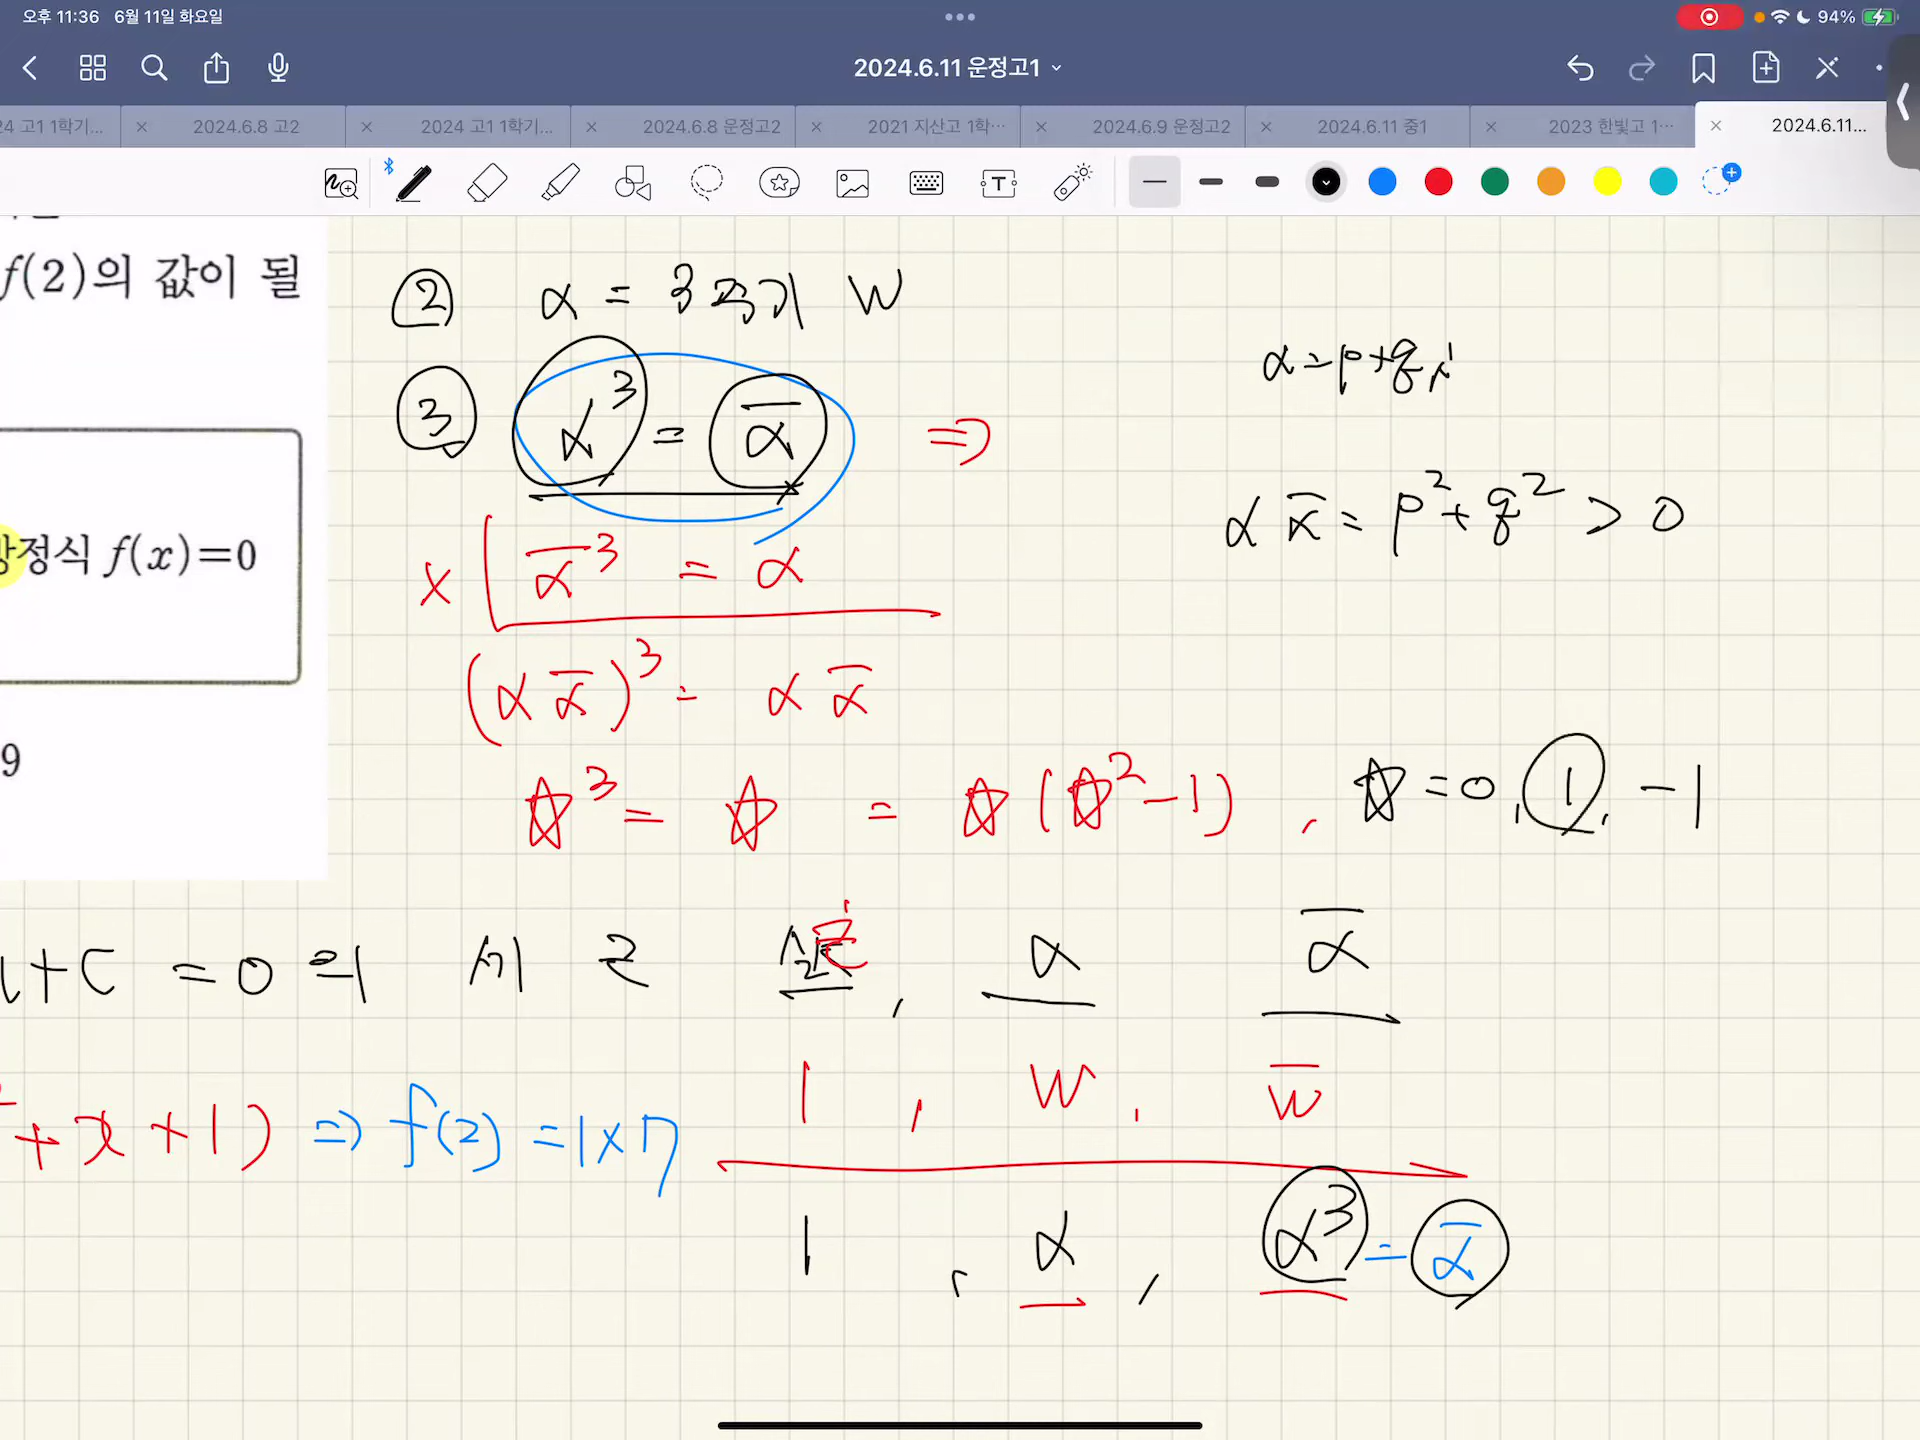 오후 11:36 6월 11일 화요일
94%
2024.6.11 운정고1
24 고1 1학기...
2024.6.8 고2
2024 고1 1학기...
2024.6.8 운정고2
2021 지산고 1학...
2024.6.9 운정고2
2024.6.11 중1
2023 한빛고 1...
2024.6.11...
f(2)의 값이 될
② α = 3주기 w
③ α³ = ᾱ ⇒
α = p + qi
αᾱ = p² + q² > 0
방정식 f(x)=0
× ᾱ³ = α
(αᾱ)³ = αᾱ
9
☆³ = ☆ = ☆(☆²-1), ☆ = 0, 1, -1
+c = 0 의 세 근 실, α, ᾱ
1, w, w̄
+ x + 1) ⇒ f(2) = 1×7
1, α, α³ = ᾱ